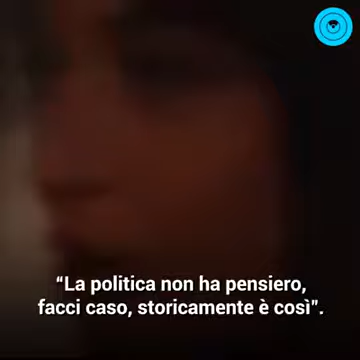 “La politica non ha pensiero,
facci caso, storicamente è così”.